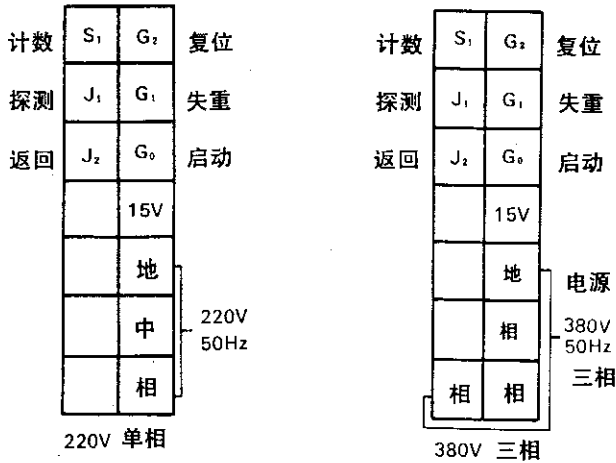 计数 S₁ G₂ 复位
探测 J₁ G₁ 失重
返回 J₂ G₀ 启动
15V
地
中
相
220V
50Hz
220V 单相
计数 S₁ G₂ 复位
探测 J₁ G₁ 失重
返回 J₂ G₀ 启动
15V
地
电源
相
380V
50Hz
三相
相 相
380V 三相